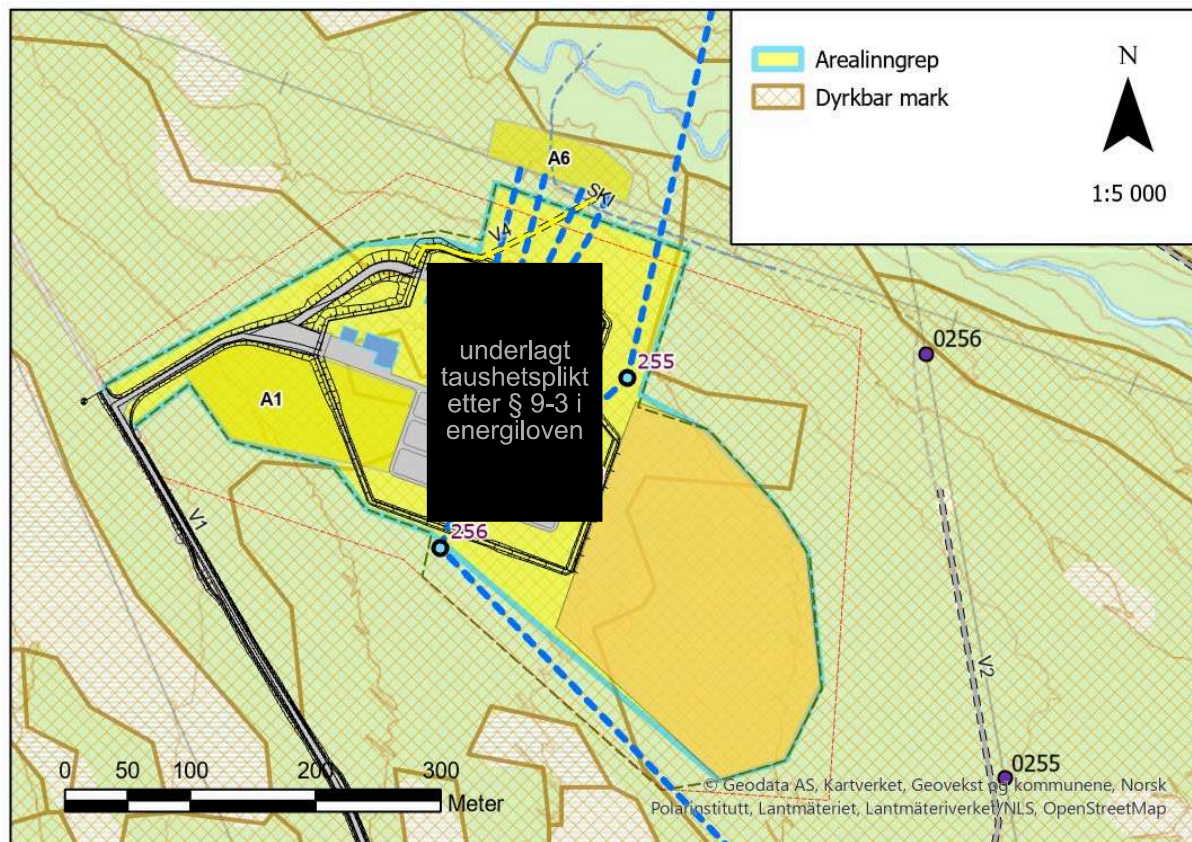 Arealinngrep
Dyrkbar mark
N
1:5 000
A6
SKI
V4
0256
255
underlagt
taushetsplikt
etter § 9-3 i
energiloven
A1
V1
256
V2
0255
0 50 100 200 300
Meter
© Geodata AS, Kartverket, Geovekst og kommunene, Norsk
Polarinstitutt, Lantmäteriet, Lantmäteriverket/NLS, OpenStreetMap